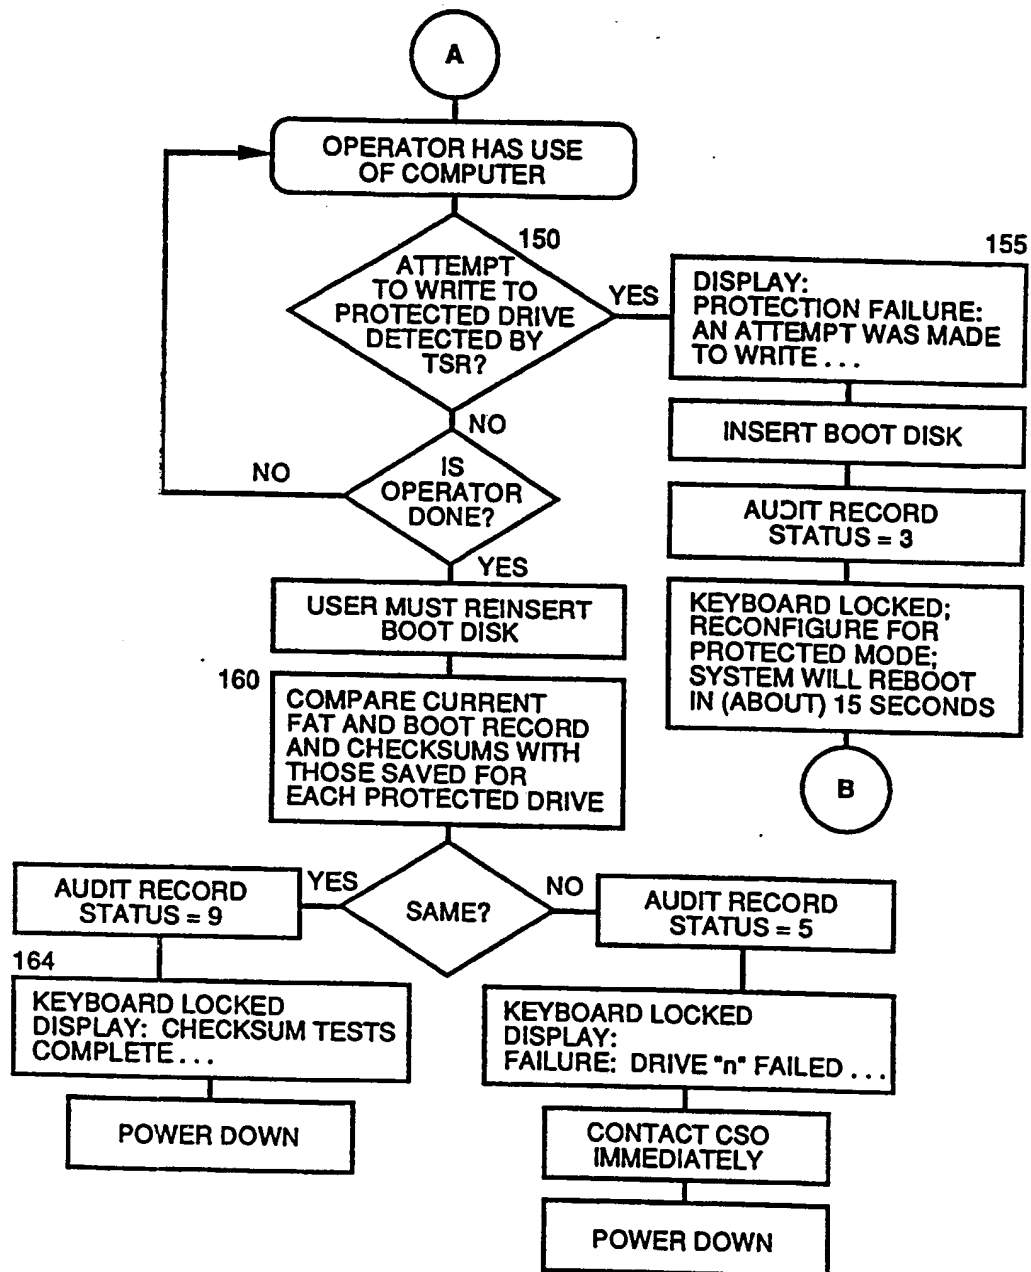 A
OPERATOR HAS USE
OF COMPUTER
150
ATTEMPT
TO WRITE TO
PROTECTED DRIVE
DETECTED BY
TSR?
YES
155
DISPLAY:
PROTECTION FAILURE:
AN ATTEMPT WAS MADE
TO WRITE . . .
INSERT BOOT DISK
AUDIT RECORD
STATUS = 3
KEYBOARD LOCKED;
RECONFIGURE FOR
PROTECTED MODE;
SYSTEM WILL REBOOT
IN (ABOUT) 15 SECONDS
B
NO
IS
OPERATOR
DONE?
NO
YES
USER MUST REINSERT
BOOT DISK
160
COMPARE CURRENT
FAT AND BOOT RECORD
AND CHECKSUMS WITH
THOSE SAVED FOR
EACH PROTECTED DRIVE
SAME?
YES
AUDIT RECORD
STATUS = 9
164
KEYBOARD LOCKED
DISPLAY: CHECKSUM TESTS
COMPLETE . . .
POWER DOWN
NO
AUDIT RECORD
STATUS = 5
KEYBOARD LOCKED
DISPLAY:
FAILURE: DRIVE "n" FAILED . . .
CONTACT CSO
IMMEDIATELY
POWER DOWN